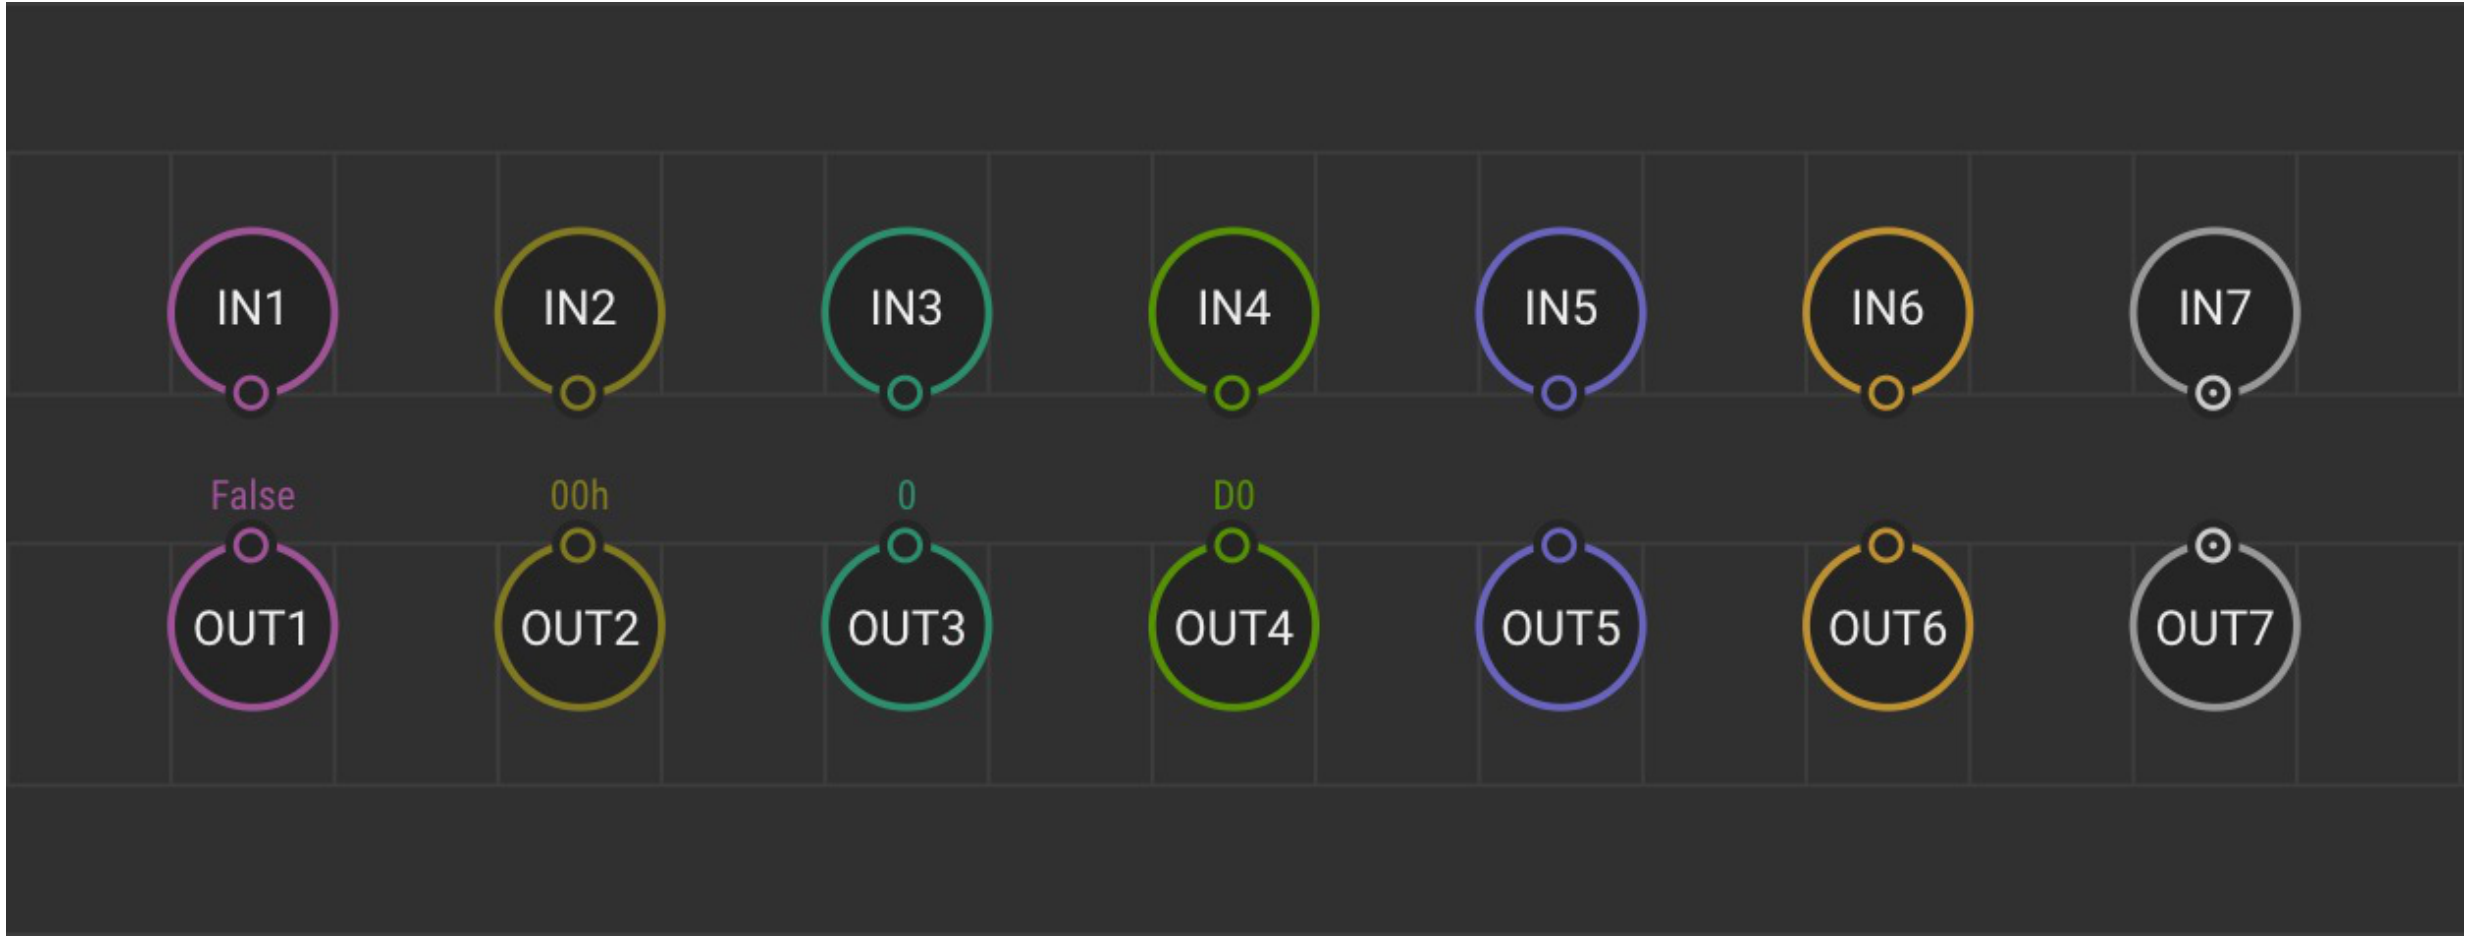 IN1 IN2 IN3 IN4 IN5 IN6 IN7
False 00h 0 D0
OUT1 OUT2 OUT3 OUT4 OUT5 OUT6 OUT7